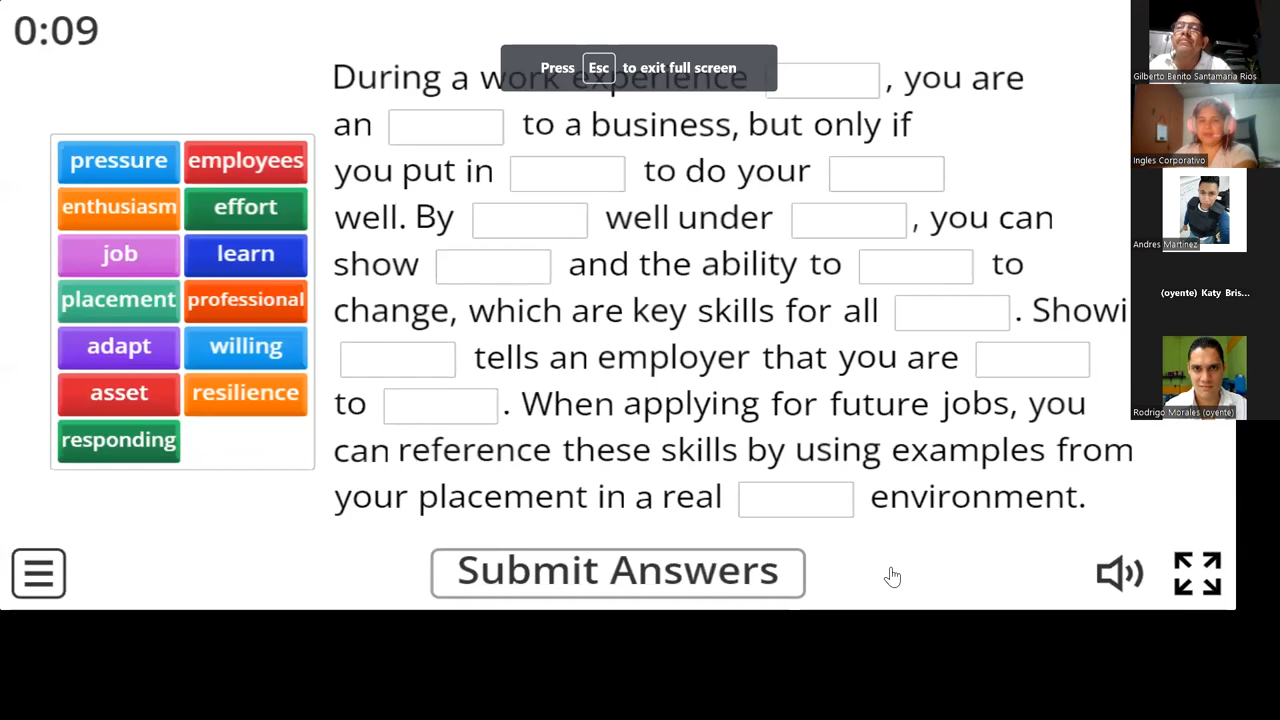 0:09
Press Esc to exit full screen
During a work experience , you are
an to a business, but only if
you put in to do your
well. By well under , you can
show and the ability to to
change, which are key skills for all . Showi
tells an employer that you are
to . When applying for future jobs, you
can reference these skills by using examples from
your placement in a real environment.
pressure employees
enthusiasm effort
job learn
placement professional
adapt willing
asset resilience
responding
Submit Answers
Gilberto Benito Santamaria Rios
Ingles Corporativo
Andres Martinez
(oyente) Katy Bris...
Rodrigo Morales (oyente)